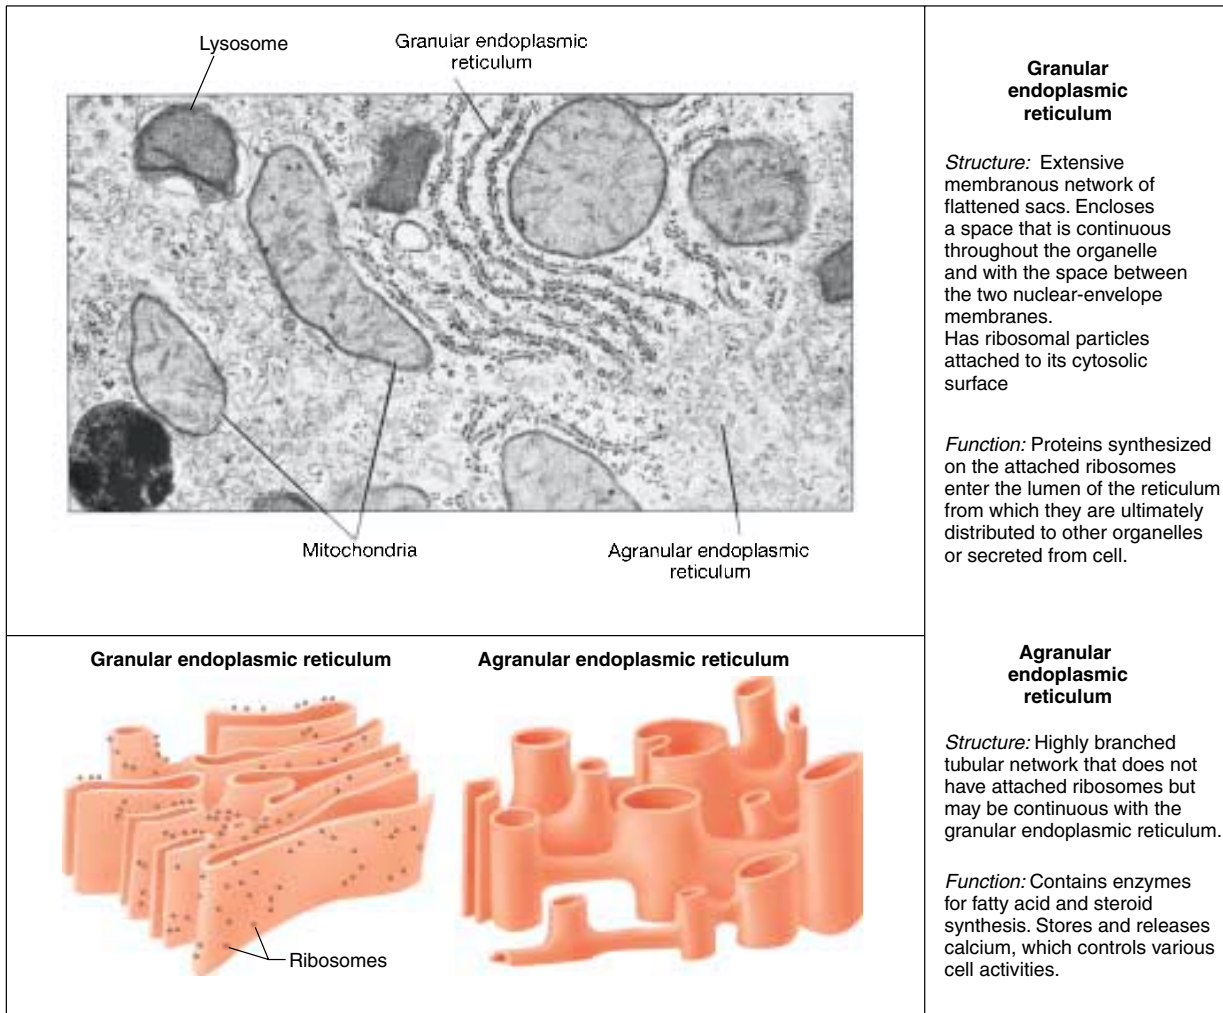 Lysosome
Granular endoplasmic
reticulum
Mitochondria
Agranular endoplasmic
reticulum
Granular
endoplasmic
reticulum
Structure: Extensive
membranous network of
flattened sacs. Encloses
a space that is continuous
throughout the organelle
and with the space between
the two nuclear-envelope
membranes.
Has ribosomal particles
attached to its cytosolic
surface
Function: Proteins synthesized
on the attached ribosomes
enter the lumen of the reticulum
from which they are ultimately
distributed to other organelles
or secreted from cell.
Granular endoplasmic reticulum
Agranular endoplasmic reticulum
Ribosomes
Agranular
endoplasmic
reticulum
Structure: Highly branched
tubular network that does not
have attached ribosomes but
may be continuous with the
granular endoplasmic reticulum.
Function: Contains enzymes
for fatty acid and steroid
synthesis. Stores and releases
calcium, which controls various
cell activities.